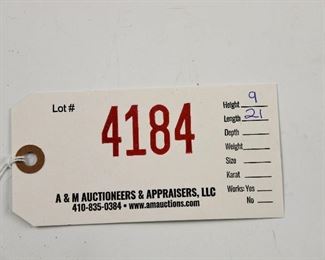 Lot #
4184
Height 9
Length 21
Depth
Weight
Size
Karat
Works: Yes
No
A & M AUCTIONEERS & APPRAISERS, LLC
410-835-0384 • www.amauctions.com